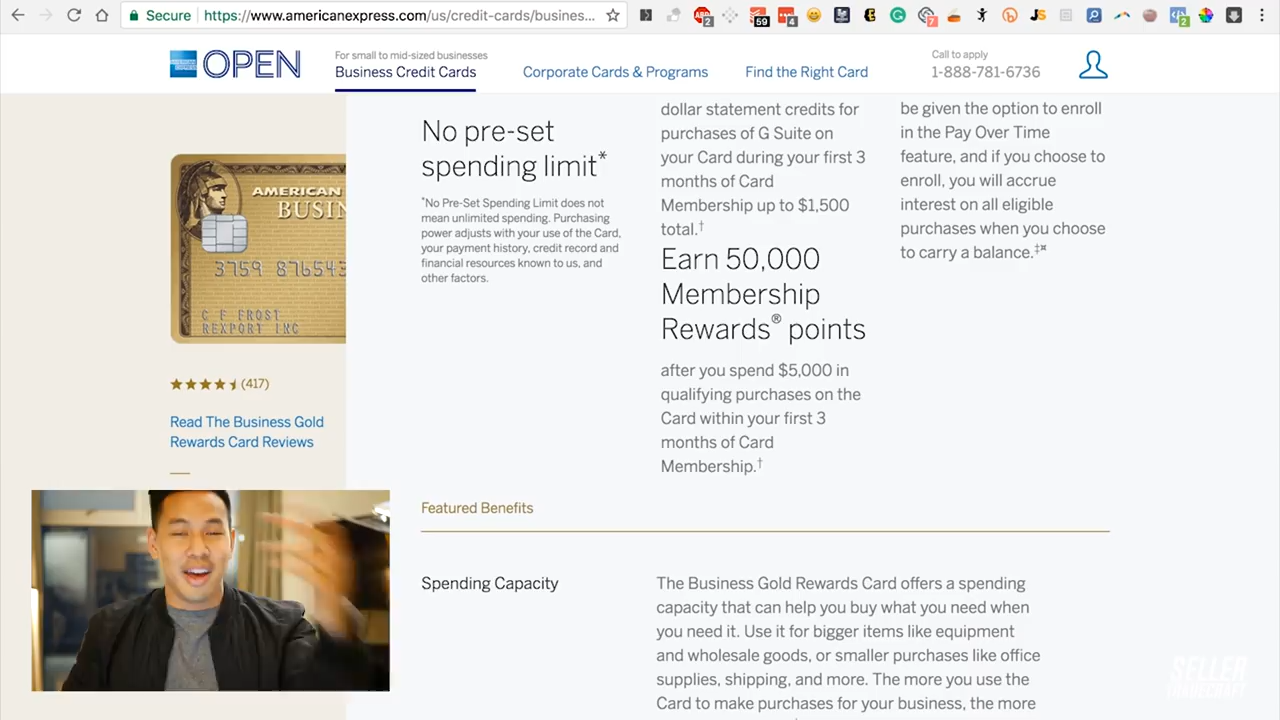 Secure
https://www.americanexpress.com/us/credit-cards/busines...
2
59
4
7
JS
2
OPEN
For small to mid-sized businesses
Business Credit Cards
Corporate Cards & Programs
Find the Right Card
Call to apply
1-888-781-6736
AMERICAN
BUSIN
3759 876543
C F FROST
REXPORT INC
(417)
Read The Business Gold
Rewards Card Reviews
No pre-set
spending limit*
*No Pre-Set Spending Limit does not
mean unlimited spending. Purchasing
power adjusts with your use of the Card,
your payment history, credit record and
financial resources known to us, and
other factors.
dollar statement credits for
purchases of G Suite on
your Card during your first 3
months of Card
Membership up to $1,500
total.†
Earn 50,000
Membership
Rewards® points
after you spend $5,000 in
qualifying purchases on the
Card within your first 3
months of Card
Membership.†
be given the option to enroll
in the Pay Over Time
feature, and if you choose to
enroll, you will accrue
interest on all eligible
purchases when you choose
to carry a balance.‡¤
Featured Benefits
Spending Capacity
The Business Gold Rewards Card offers a spending
capacity that can help you buy what you need when
you need it. Use it for bigger items like equipment
and wholesale goods, or smaller purchases like office
supplies, shipping, and more. The more you use the
Card to make purchases for your business, the more
SELLER
TRADECRAFT